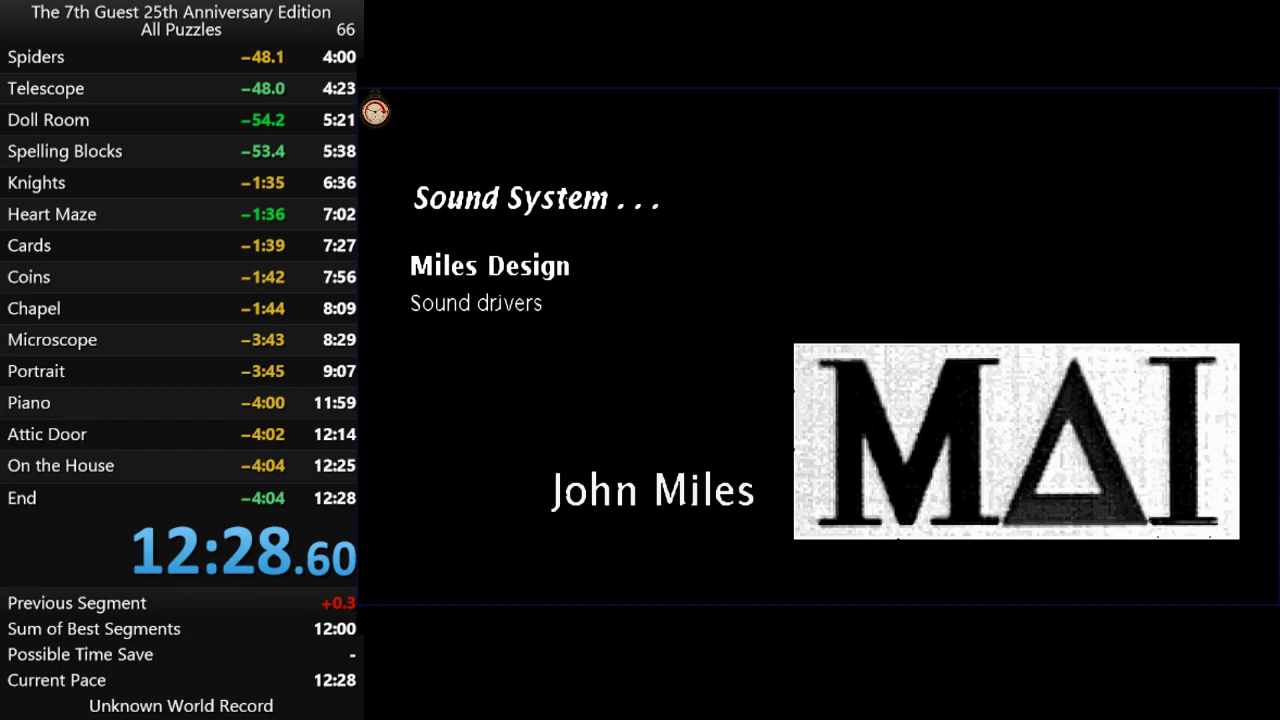 The 7th Guest 25th Anniversary Edition
All Puzzles 66
Spiders −48.1 4:00
Telescope −48.0 4:23
Doll Room −54.2 5:21
Spelling Blocks −53.4 5:38
Knights −1:35 6:36
Heart Maze −1:36 7:02
Cards −1:39 7:27
Coins −1:42 7:56
Chapel −1:44 8:09
Microscope −3:43 8:29
Portrait −3:45 9:07
Piano −4:00 11:59
Attic Door −4:02 12:14
On the House −4:04 12:25
End −4:04 12:28
12:28.60
Previous Segment +0.3
Sum of Best Segments 12:00
Possible Time Save -
Current Pace 12:28
Unknown World Record
Sound System . . .
Miles Design
Sound drivers
John Miles
MAI